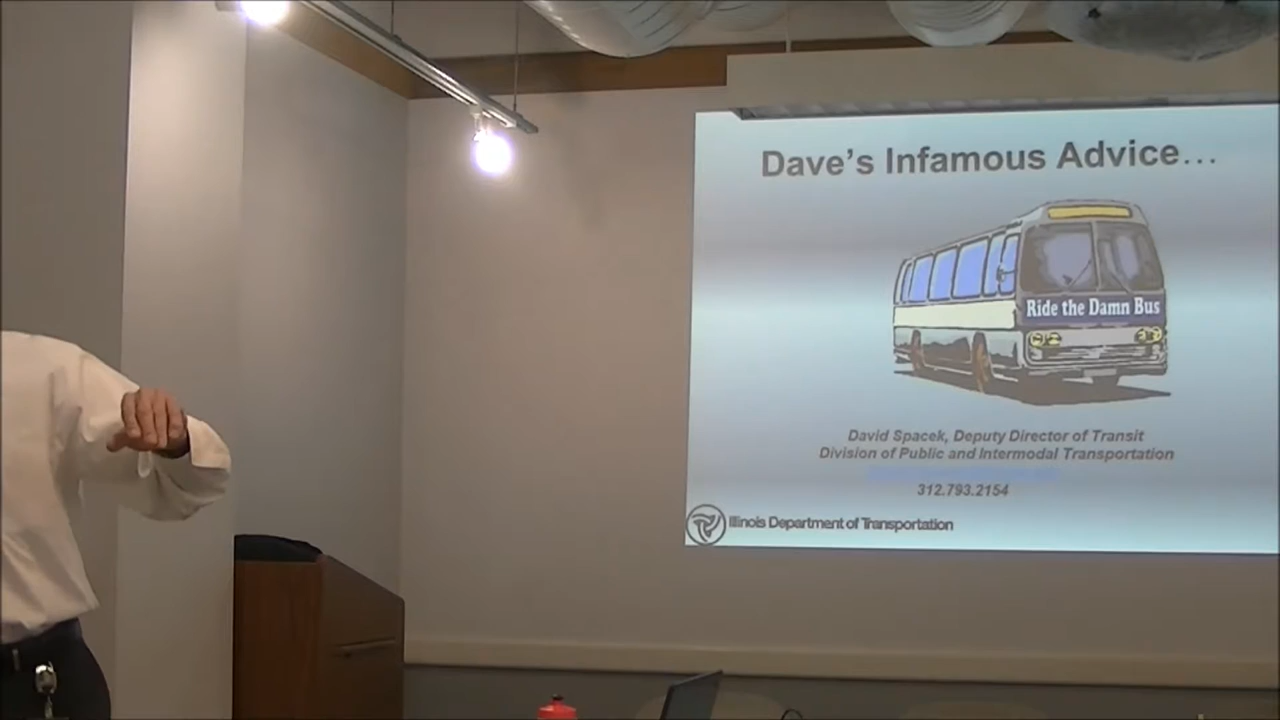 Dave's Infamous Advice...
Ride the Damn Bus
David Spacek, Deputy Director of Transit
Division of Public and Intermodal Transportation
312.793.2154
Illinois Department of Transportation